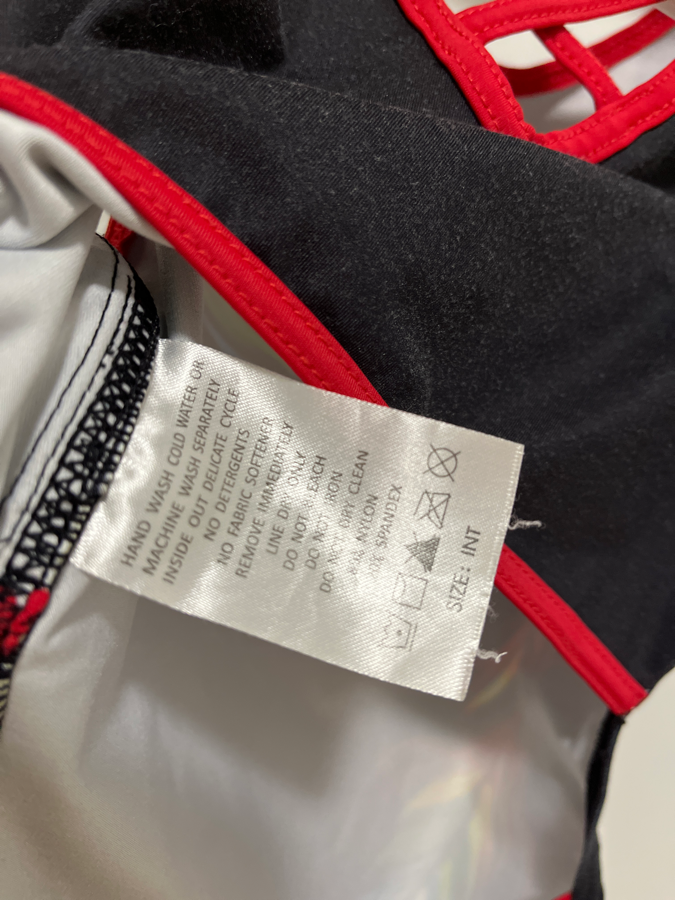 HAND WASH COLD WATER OR
MACHINE WASH SEPARATELY
INSIDE OUT DELICATE CYCLE
NO DETERGENTS
NO FABRIC SOFTENER
REMOVE IMMEDIATELY
LINE DRY ONLY
DO NOT EACH
DO NOT IRON
DO NOT DRY CLEAN
NYLON
SPANDEX
SIZE: INT